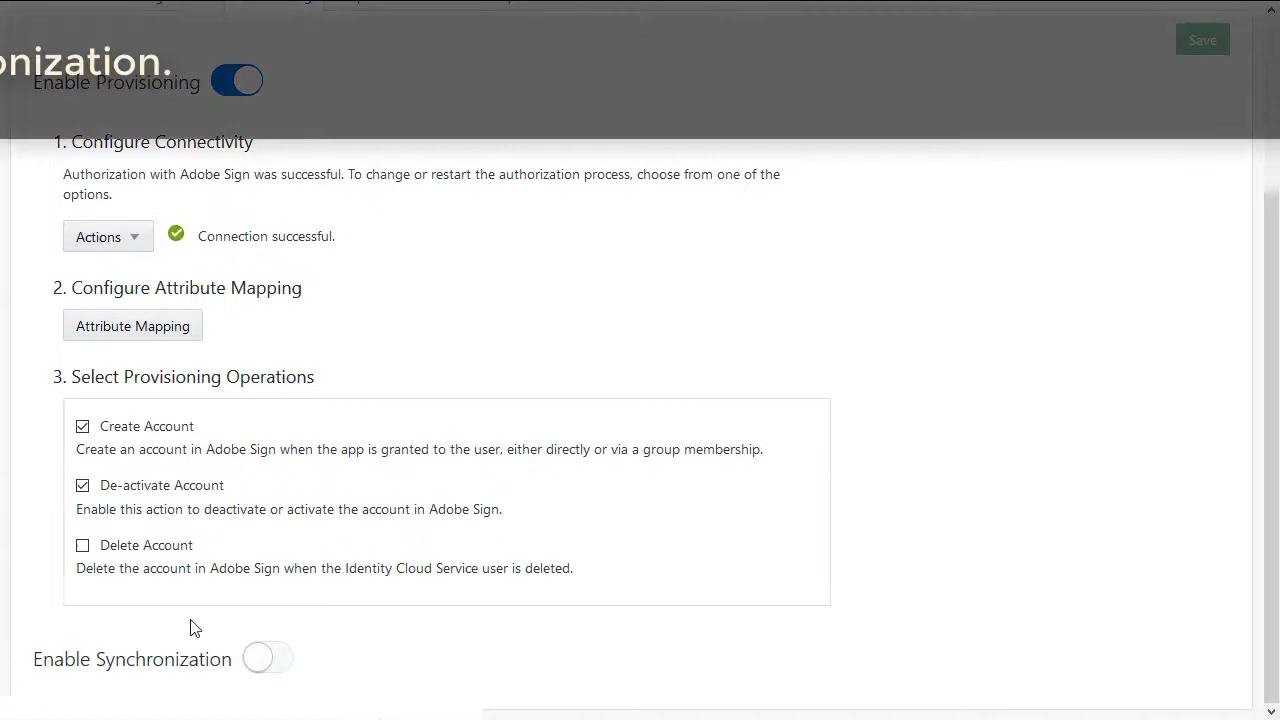 Save
onization.
Enable Provisioning
1. Configure Connectivity
Authorization with Adobe Sign was successful. To change or restart the authorization process, choose from one of the
options.
Actions
Connection successful.
2. Configure Attribute Mapping
Attribute Mapping
3. Select Provisioning Operations
Create Account
Create an account in Adobe Sign when the app is granted to the user, either directly or via a group membership.
De-activate Account
Enable this action to deactivate or activate the account in Adobe Sign.
Delete Account
Delete the account in Adobe Sign when the Identity Cloud Service user is deleted.
Enable Synchronization